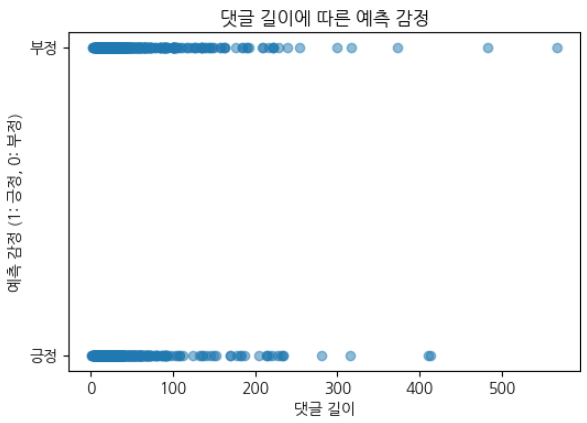 댓글 길이에 따른 예측 감정
부정
예측 감정 (1: 긍정, 0: 부정)
긍정
0 100 200 300 400 500
댓글 길이